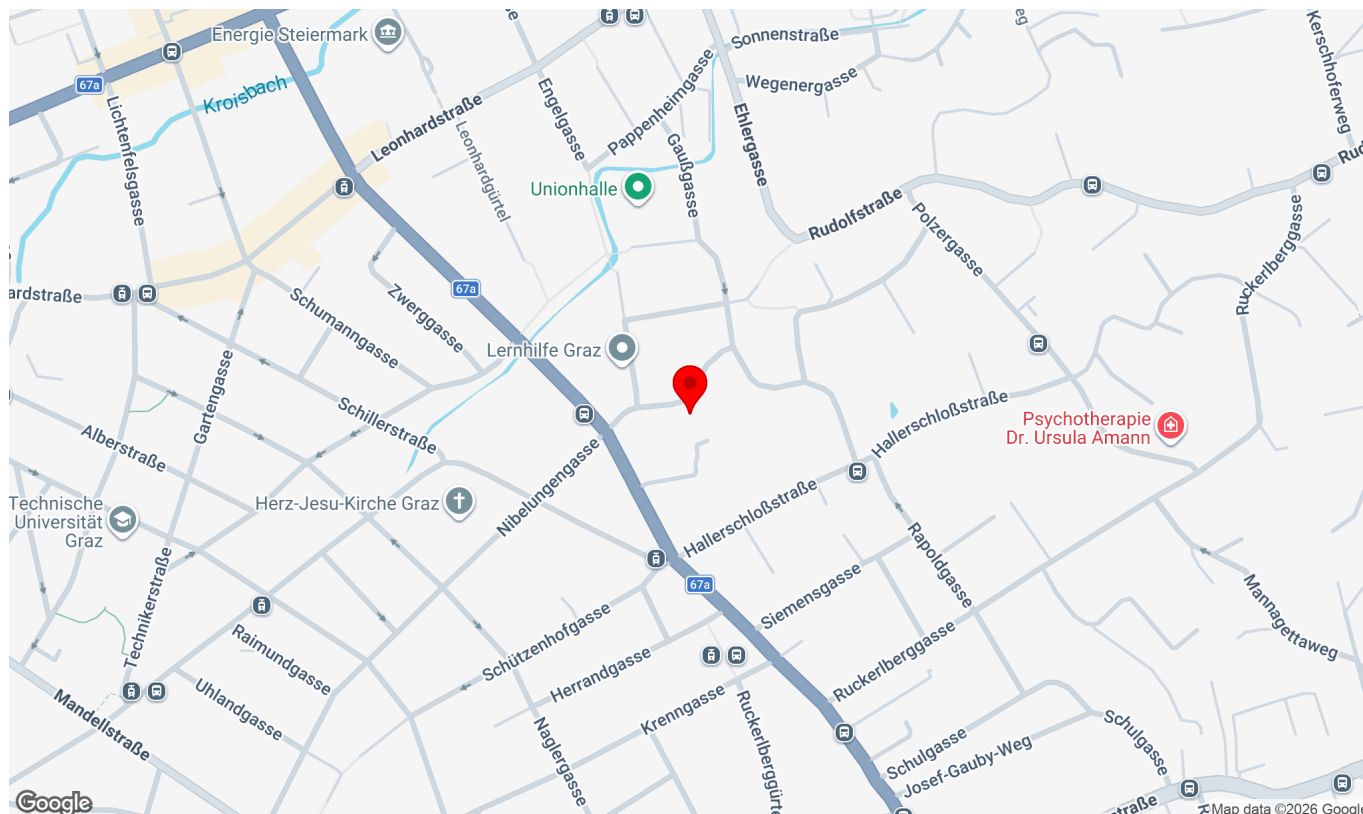 Energie Steiermark
Sonnenstraße
Kerschhoferweg
67a
Kroisbach
Lichtenfelsgasse
Leonhardstraße
Leonhardgürtel
Engelgasse
Pappenheimgasse
Wegenergasse
Gaußgasse
Ehlergasse
Unionhalle
Rudolfstraße
Polzergasse
Ruckerlberggasse
67a
ardstraße
Schumanngasse
Zwerggasse
Lernhilfe Graz
Gartengasse
Schillerstraße
Alberstraße
Hallerschloßstraße
Psychotherapie
Dr. Ursula Amann
Technische
Universität
Graz
Herz-Jesu-Kirche Graz
Nibelungengasse
Hallerschloßstraße
Rapoldgasse
67a
Siemensgasse
Mannagettaweg
Technikerstraße
Raimundgasse
Schützenhofgasse
Herrandgasse
Ruckerlberggasse
Uhlandgasse
Mandellstraße
Krenngasse
Naglergasse
Ruckerlberggürte
Schulgasse
Josef-Gauby-Weg
Schulgasse
straße
Google
Map data ©2026 Google